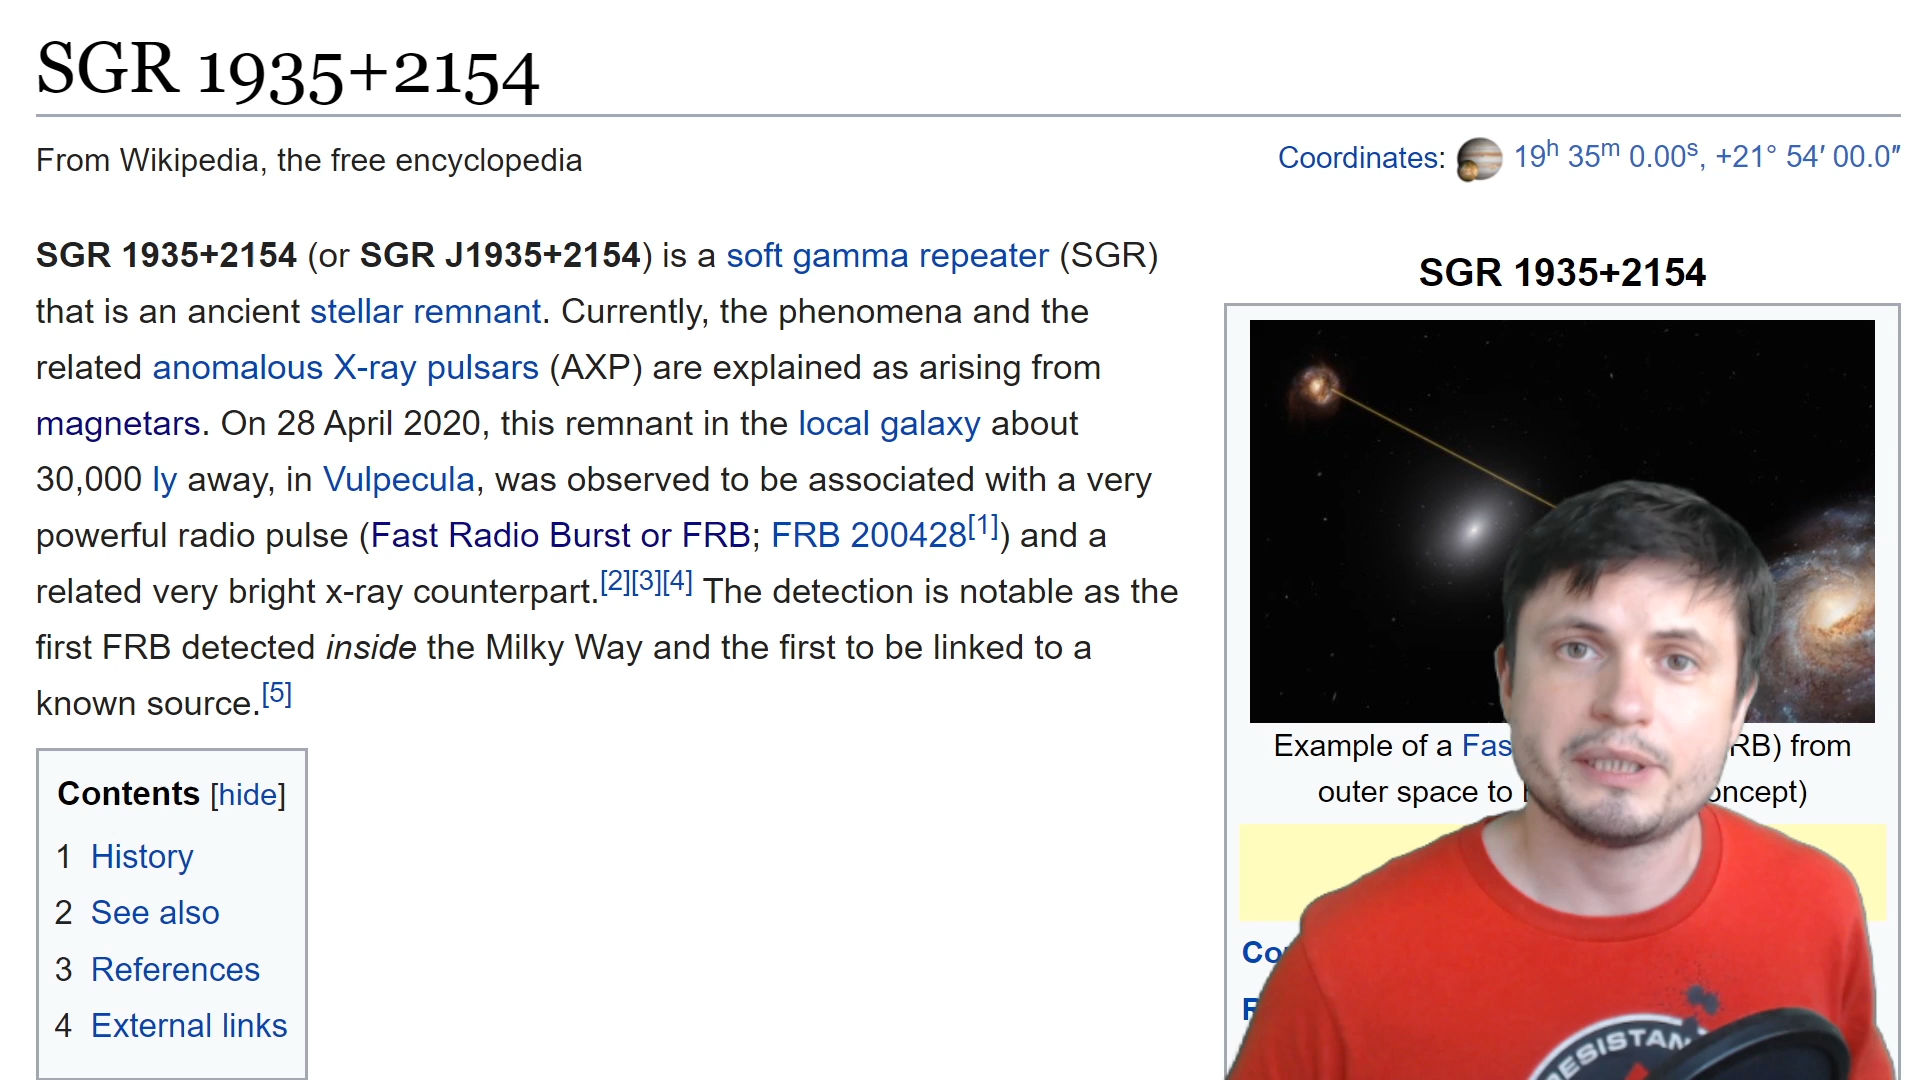 SGR 1935+2154
From Wikipedia, the free encyclopedia
Coordinates: 19h 35m 0.00s, +21° 54′ 00.0″
SGR 1935+2154 (or SGR J1935+2154) is a soft gamma repeater (SGR)
that is an ancient stellar remnant. Currently, the phenomena and the
related anomalous X-ray pulsars (AXP) are explained as arising from
magnetars. On 28 April 2020, this remnant in the local galaxy about
30,000 ly away, in Vulpecula, was observed to be associated with a very
powerful radio pulse (Fast Radio Burst or FRB; FRB 200428[1]) and a
related very bright x-ray counterpart.[2][3][4] The detection is notable as the
first FRB detected inside the Milky Way and the first to be linked to a
known source.[5]
Contents [hide]
1 History
2 See also
3 References
4 External links
SGR 1935+2154
Example of a Fas RB) from
outer space to oncept)
Co
R
ESISTAN